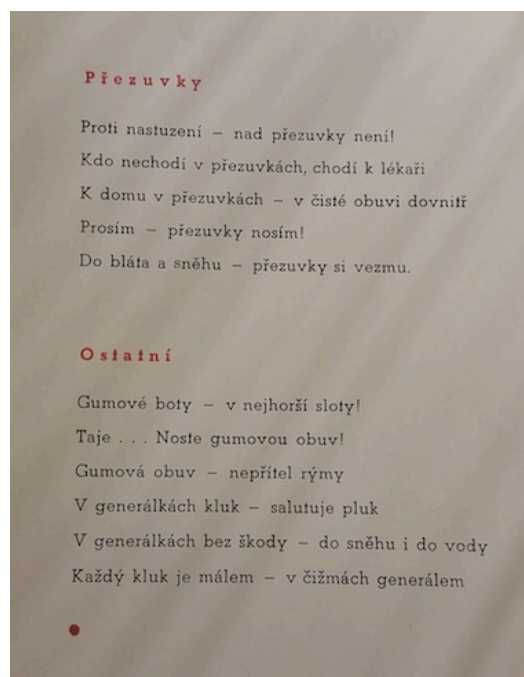 Přezuvky
Proti nastuzení – nad přezuvky není!
Kdo nechodí v přezuvkách, chodí k lékaři
K domu v přezuvkách – v čisté obuvi dovnitř
Prosím – přezuvky nosím!
Do bláta a sněhu – přezuvky si vezmu.
Ostatní
Gumové boty – v nejhorší sloty!
Taje . . . Noste gumovou obuv!
Gumová obuv – nepřítel rýmy
V generálkách kluk – salutuje pluk
V generálkách bez škody – do sněhu i do vody
Každý kluk je málem – v čižmách generálem